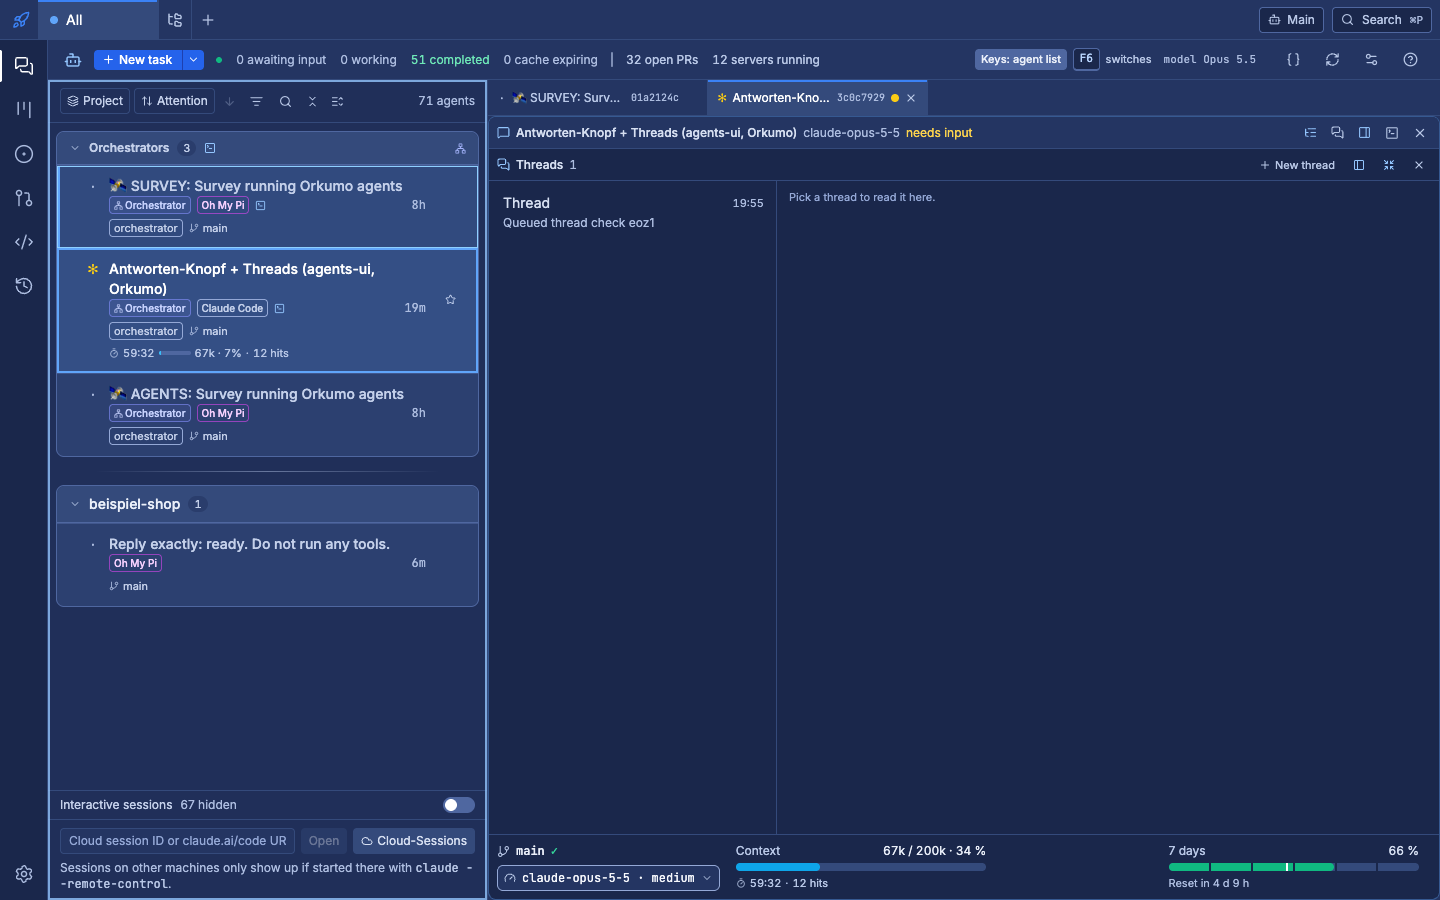 All
Main
Search ⌘P
New task
0 awaiting input
0 working
51 completed
0 cache expiring
32 open PRs
12 servers running
Keys: agent list
F6 switches
model Opus 5.5
Project
Attention
71 agents
Orchestrators 3
SURVEY: Survey running Orkumo agents
Orchestrator Oh My Pi 8h
orchestrator main
Antworten-Knopf + Threads (agents-ui,
Orkumo)
Orchestrator Claude Code 19m
orchestrator main
59:32 67k · 7% · 12 hits
AGENTS: Survey running Orkumo agents
Orchestrator Oh My Pi 8h
orchestrator main
beispiel-shop 1
Reply exactly: ready. Do not run any tools.
Oh My Pi 6m
main
Interactive sessions 67 hidden
Cloud session ID or claude.ai/code UR
Open
Cloud-Sessions
Sessions on other machines only show up if started there with claude -
-remote-control.
SURVEY: Surv... 01a2124c
Antworten-Kno... 3c0c7929
Antworten-Knopf + Threads (agents-ui, Orkumo) claude-opus-5-5 needs input
Threads 1
New thread
Thread 19:55
Queued thread check eoz1
Pick a thread to read it here.
main ✓
claude-opus-5-5 · medium
Context 67k / 200k · 34 %
59:32 · 12 hits
7 days 66 %
Reset in 4 d 9 h